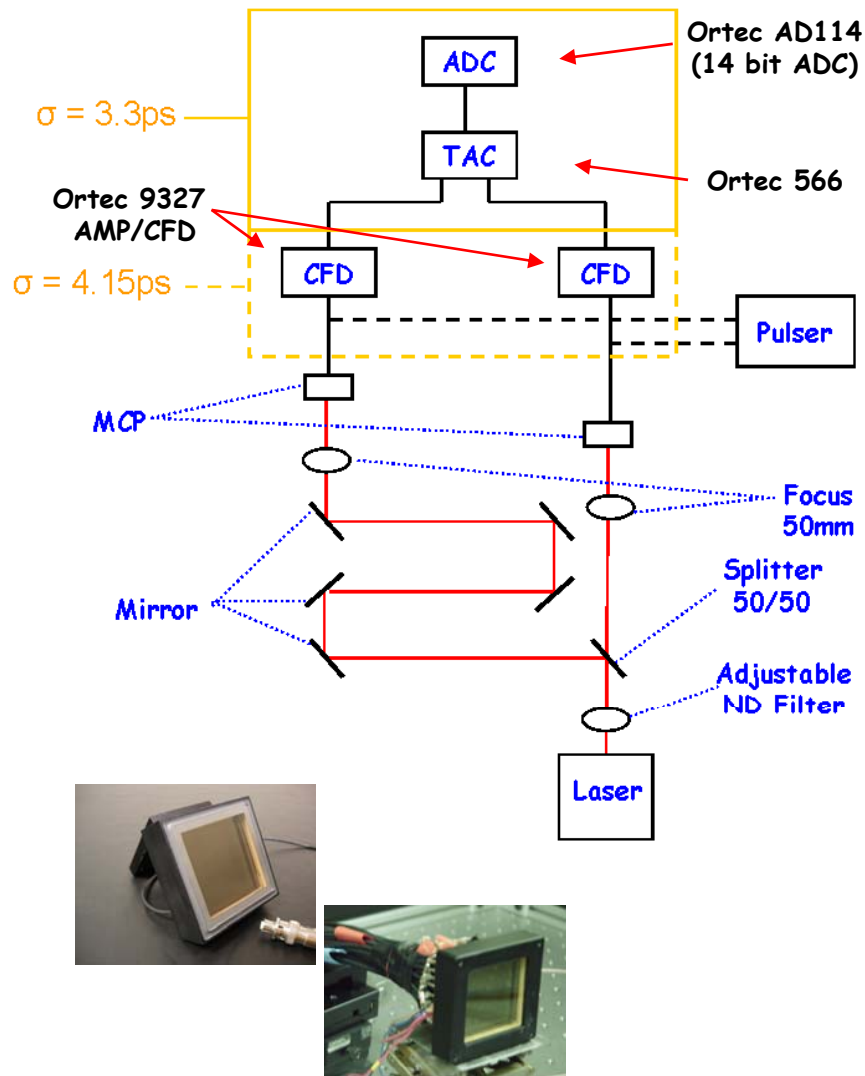 Ortec AD114
(14 bit ADC)
ADC
σ = 3.3ps
TAC
Ortec 566
Ortec 9327
AMP/CFD
CFD
CFD
σ = 4.15ps
Pulser
MCP
Focus
50mm
Splitter
50/50
Mirror
Adjustable
ND Filter
Laser